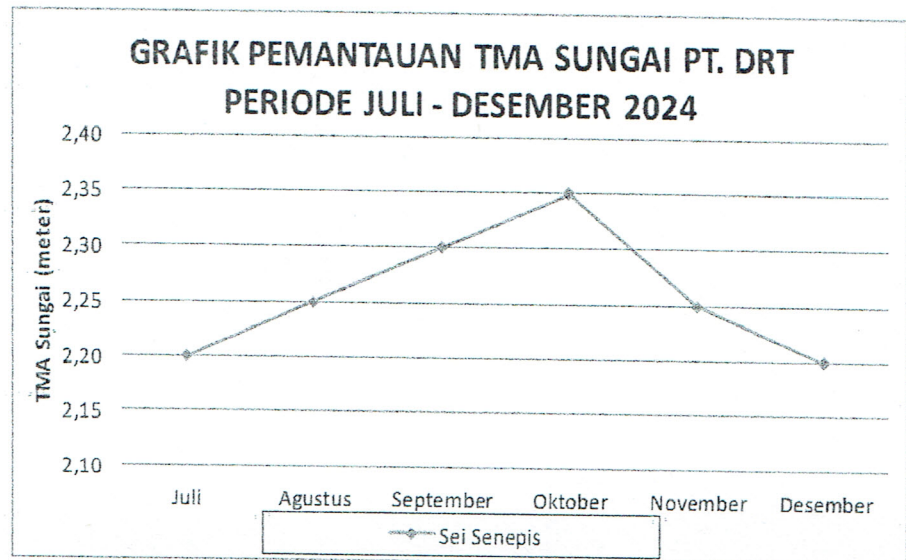 GRAFIK PEMANTAUAN TMA SUNGAI PT. DRT
PERIODE JULI - DESEMBER 2024
TMA Sungai (meter)
2,40
2,35
2,30
2,25
2,20
2,15
2,10
Juli Agustus September Oktober November Desember
Sei Senepis